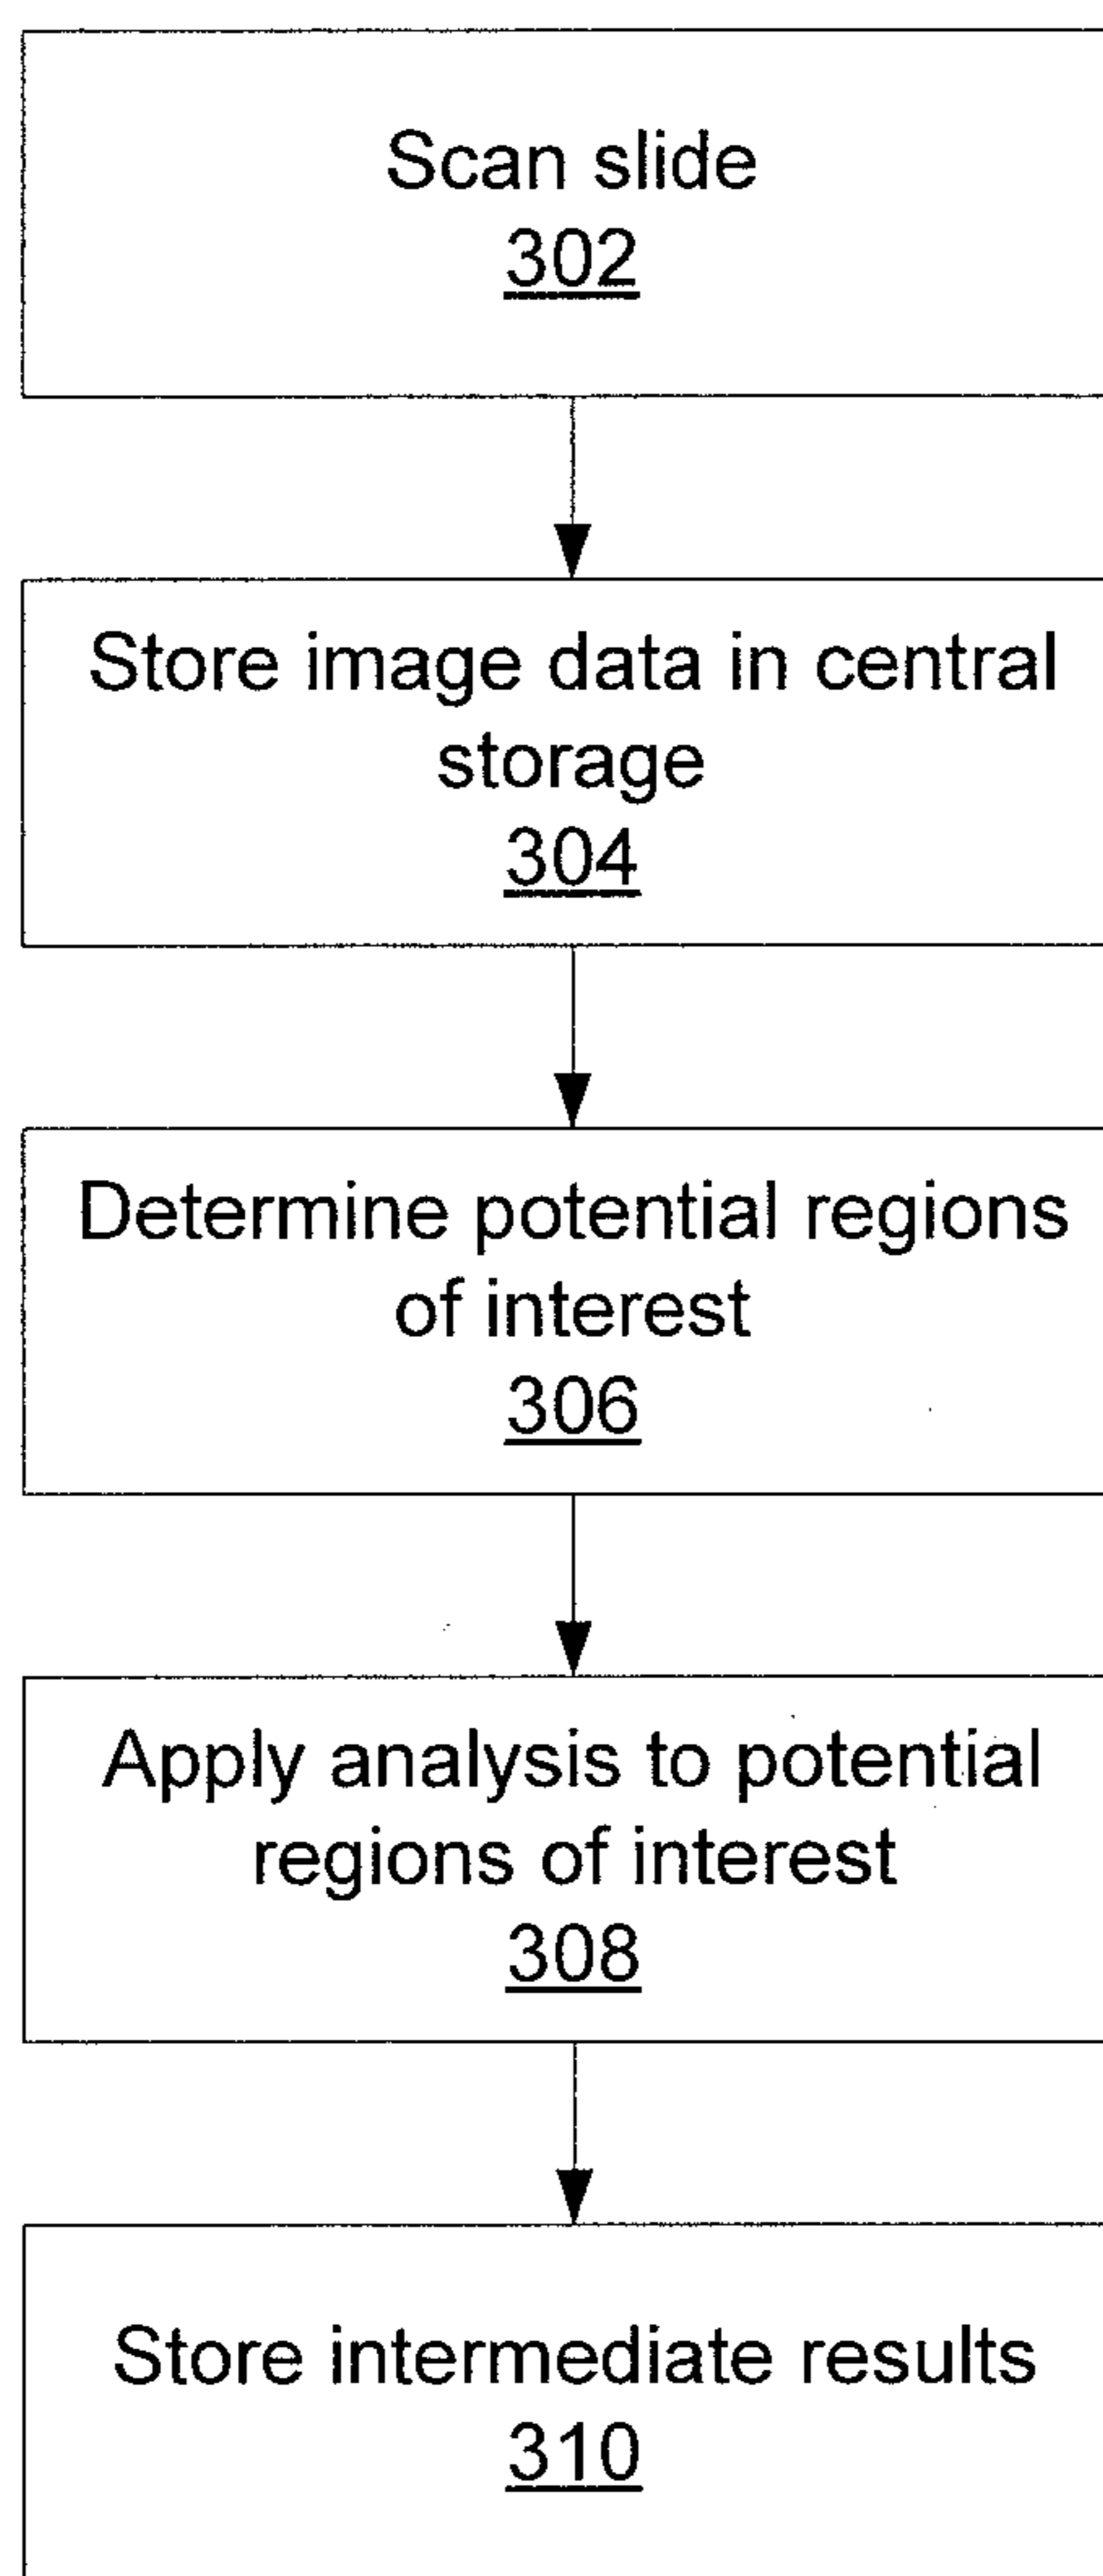 Scan slide
302
Store image data in central
storage
304
Determine potential regions
of interest
306
Apply analysis to potential
regions of interest
308
Store intermediate results
310